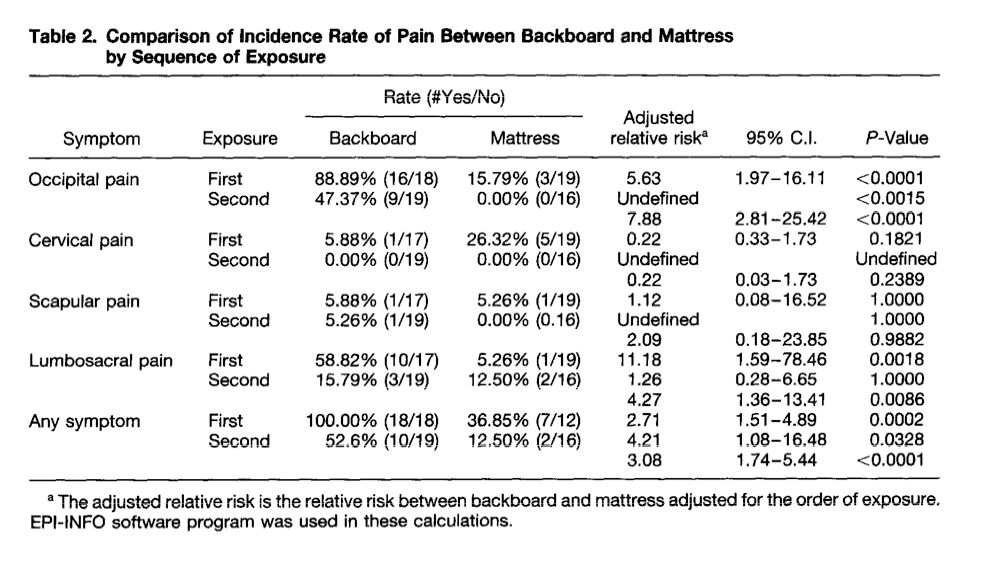 Table 2. Comparison of Incidence Rate of Pain Between Backboard and Mattress
by Sequence of Exposure
Rate (#Yes/No)
Adjusted
Symptom Exposure Backboard Mattress relative riskᵃ 95% C.I. P-Value
Occipital pain First 88.89% (16/18) 15.79% (3/19) 5.63 1.97–16.11 <0.0001
Second 47.37% (9/19) 0.00% (0/16) Undefined <0.0015
7.88 2.81–25.42 <0.0001
Cervical pain First 5.88% (1/17) 26.32% (5/19) 0.22 0.33–1.73 0.1821
Second 0.00% (0/19) 0.00% (0/16) Undefined Undefined
0.22 0.03–1.73 0.2389
Scapular pain First 5.88% (1/17) 5.26% (1/19) 1.12 0.08–16.52 1.0000
Second 5.26% (1/19) 0.00% (0.16) Undefined 1.0000
2.09 0.18–23.85 0.9882
Lumbosacral pain First 58.82% (10/17) 5.26% (1/19) 11.18 1.59–78.46 0.0018
Second 15.79% (3/19) 12.50% (2/16) 1.26 0.28–6.65 1.0000
4.27 1.36–13.41 0.0086
Any symptom First 100.00% (18/18) 36.85% (7/12) 2.71 1.51–4.89 0.0002
Second 52.6% (10/19) 12.50% (2/16) 4.21 1.08–16.48 0.0328
3.08 1.74–5.44 <0.0001
ᵃ The adjusted relative risk is the relative risk between backboard and mattress adjusted for the order of exposure.
EPI-INFO software program was used in these calculations.